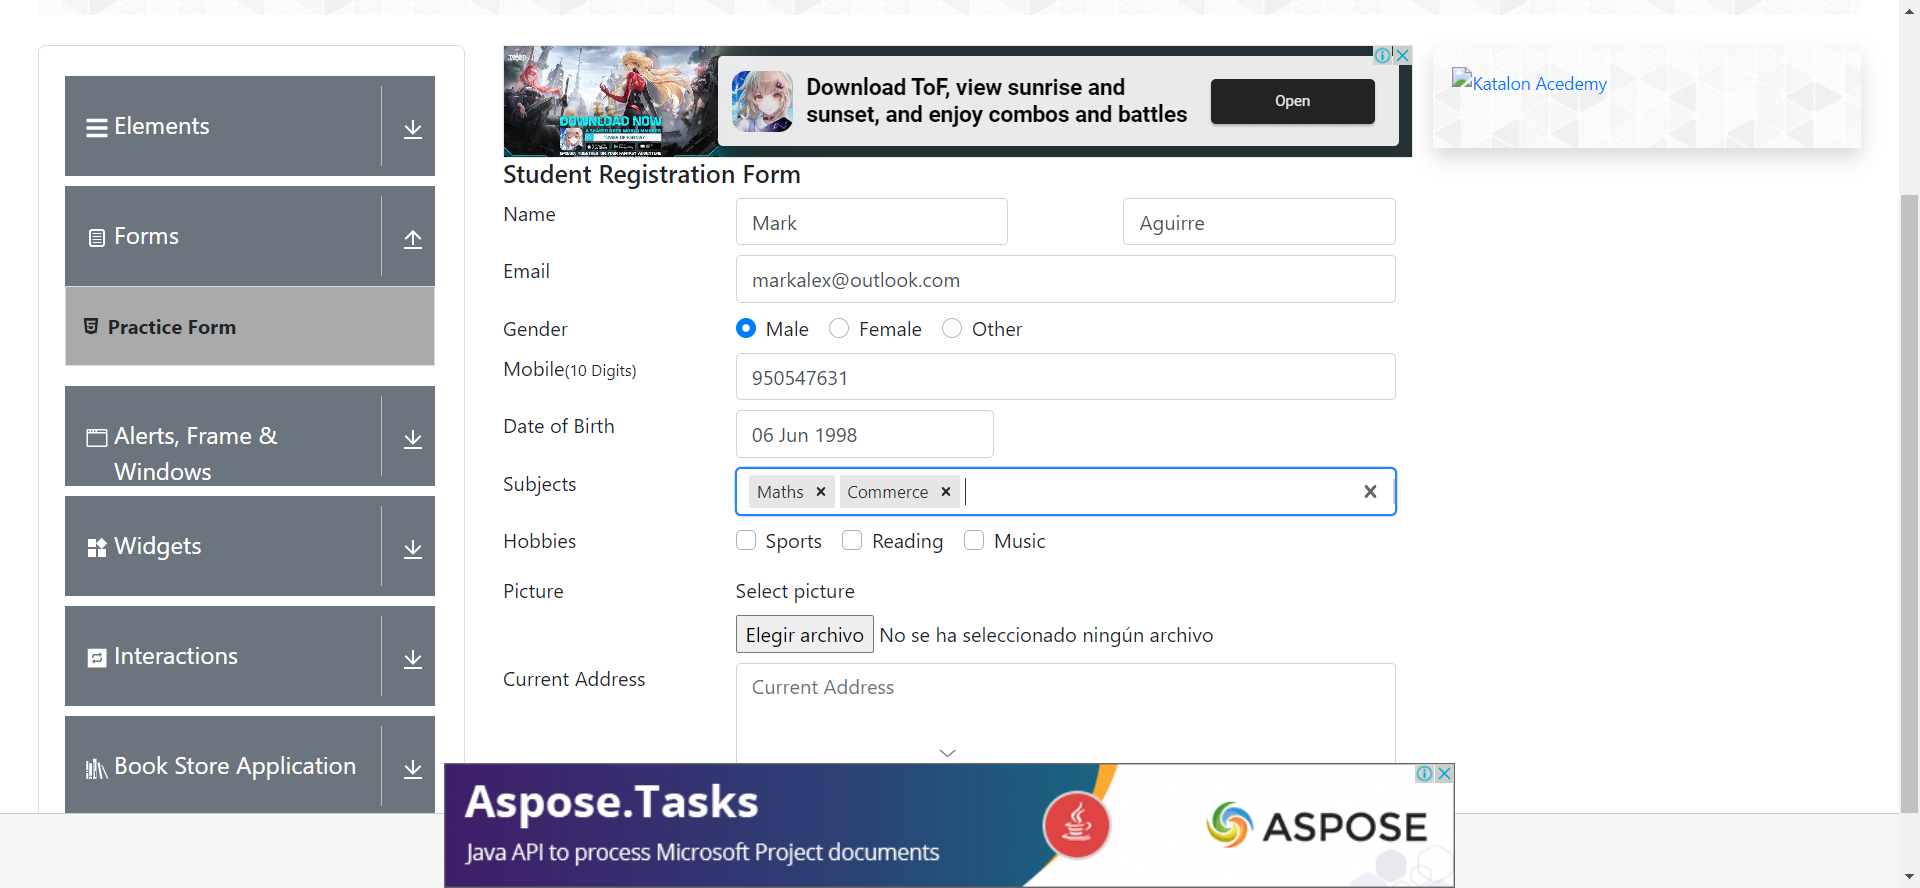 Elements
Forms
Practice Form
Alerts, Frame &
Windows
Widgets
Interactions
Book Store Application
DOWNLOAD NOW
Download ToF, view sunrise and
sunset, and enjoy combos and battles
Open
Student Registration Form
Name
Mark
Aguirre
Email
markalex@outlook.com
Gender
Male
Female
Other
Mobile(10 Digits)
950547631
Date of Birth
06 Jun 1998
Subjects
Maths
Commerce
Hobbies
Sports
Reading
Music
Picture
Select picture
Elegir archivo No se ha seleccionado ningún archivo
Current Address
Current Address
Katalon Acedemy
Aspose.Tasks
Java API to process Microsoft Project documents
ASPOSE